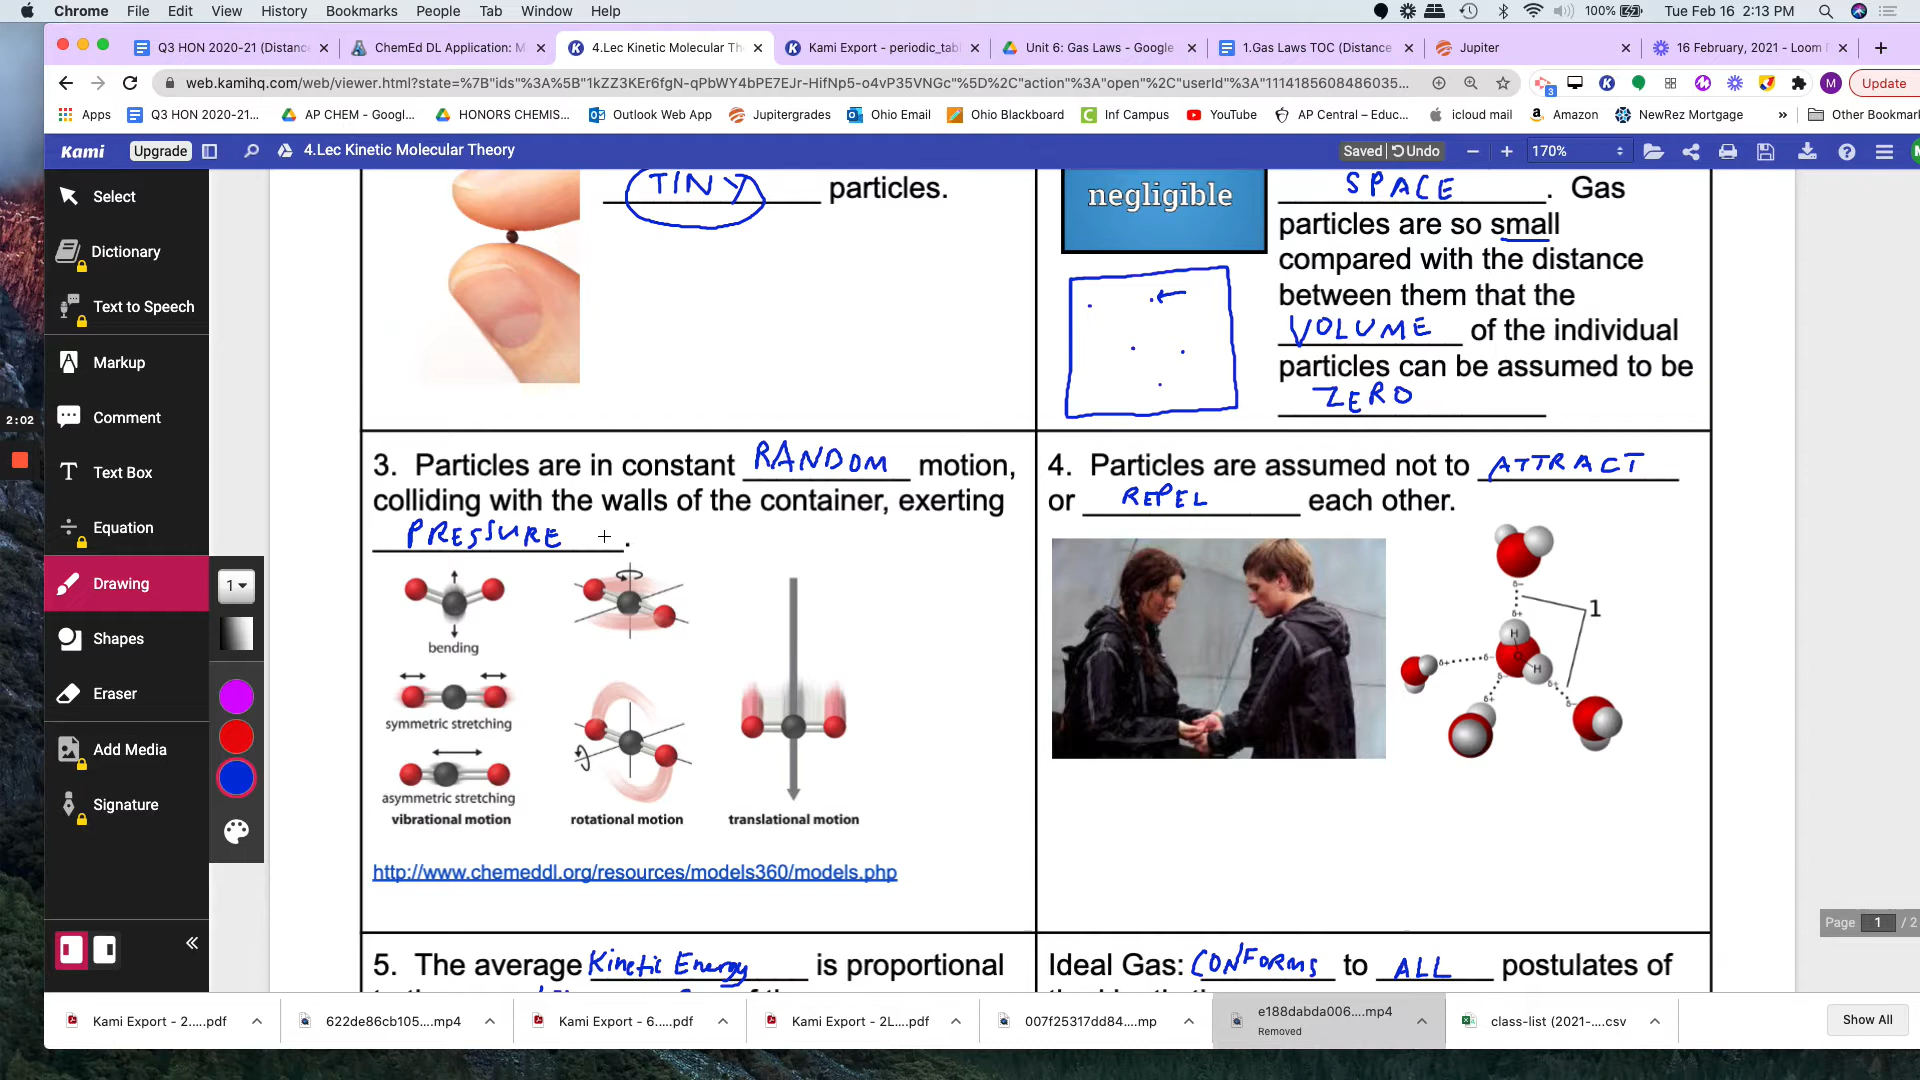 Chrome File Edit View History Bookmarks People Tab Window Help 100% Tue Feb 16 2:13 PM
Q3 HON 2020-21 (Distanc ChemEd DL Application: M 4.Lec Kinetic Molecular Th Kami Export - periodic_tab Unit 6: Gas Laws - Google 1.Gas Laws TOC (Distance Jupiter 16 February, 2021 - Loom
web.kamihq.com/web/viewer.html?state=%7B"ids"%3A%5B"1kZZ3KEr6fgN-qPbWY4bPE7EJr-HifNp5-o4vP35VNGc"%5D%2C"action"%3A"open"%2C"userId"%3A"1114185608486035... Update
Apps Q3 HON 2020-21... AP CHEM - Googl... HONORS CHEMIS... Outlook Web App Jupitergrades Ohio Email Ohio Blackboard Inf Campus YouTube AP Central – Educ... icloud mail Amazon NewRez Mortgage » Other Bookmar
Kami Upgrade 4.Lec Kinetic Molecular Theory Saved Undo 170%
Select
Dictionary
Text to Speech
Markup
Comment
Text Box
Equation
Drawing
Shapes
Eraser
Add Media
Signature
2:02
1
TINY particles.
negligible
SPACE . Gas
particles are so small
compared with the distance
between them that the
VOLUME of the individual
particles can be assumed to be
ZERO
3. Particles are in constant RANDOM motion,
colliding with the walls of the container, exerting
PRESSURE .
bending
symmetric stretching
asymmetric stretching
vibrational motion rotational motion translational motion
http://www.chemeddl.org/resources/models360/models.php
4. Particles are assumed not to ATTRACT
or REPEL each other.
1
δ−
δ+
H
O
H
δ+ δ−
δ− δ+
δ+ δ−
5. The average Kinetic Energy is proportional
Ideal Gas: CONFORMS to ALL postulates of
Page 1 / 2
Kami Export - 2....pdf 622de86cb105....mp4 Kami Export - 6....pdf Kami Export - 2L....pdf 007f25317dd84....mp e188dabda006....mp4 class-list (2021-....csv Show All
Removed